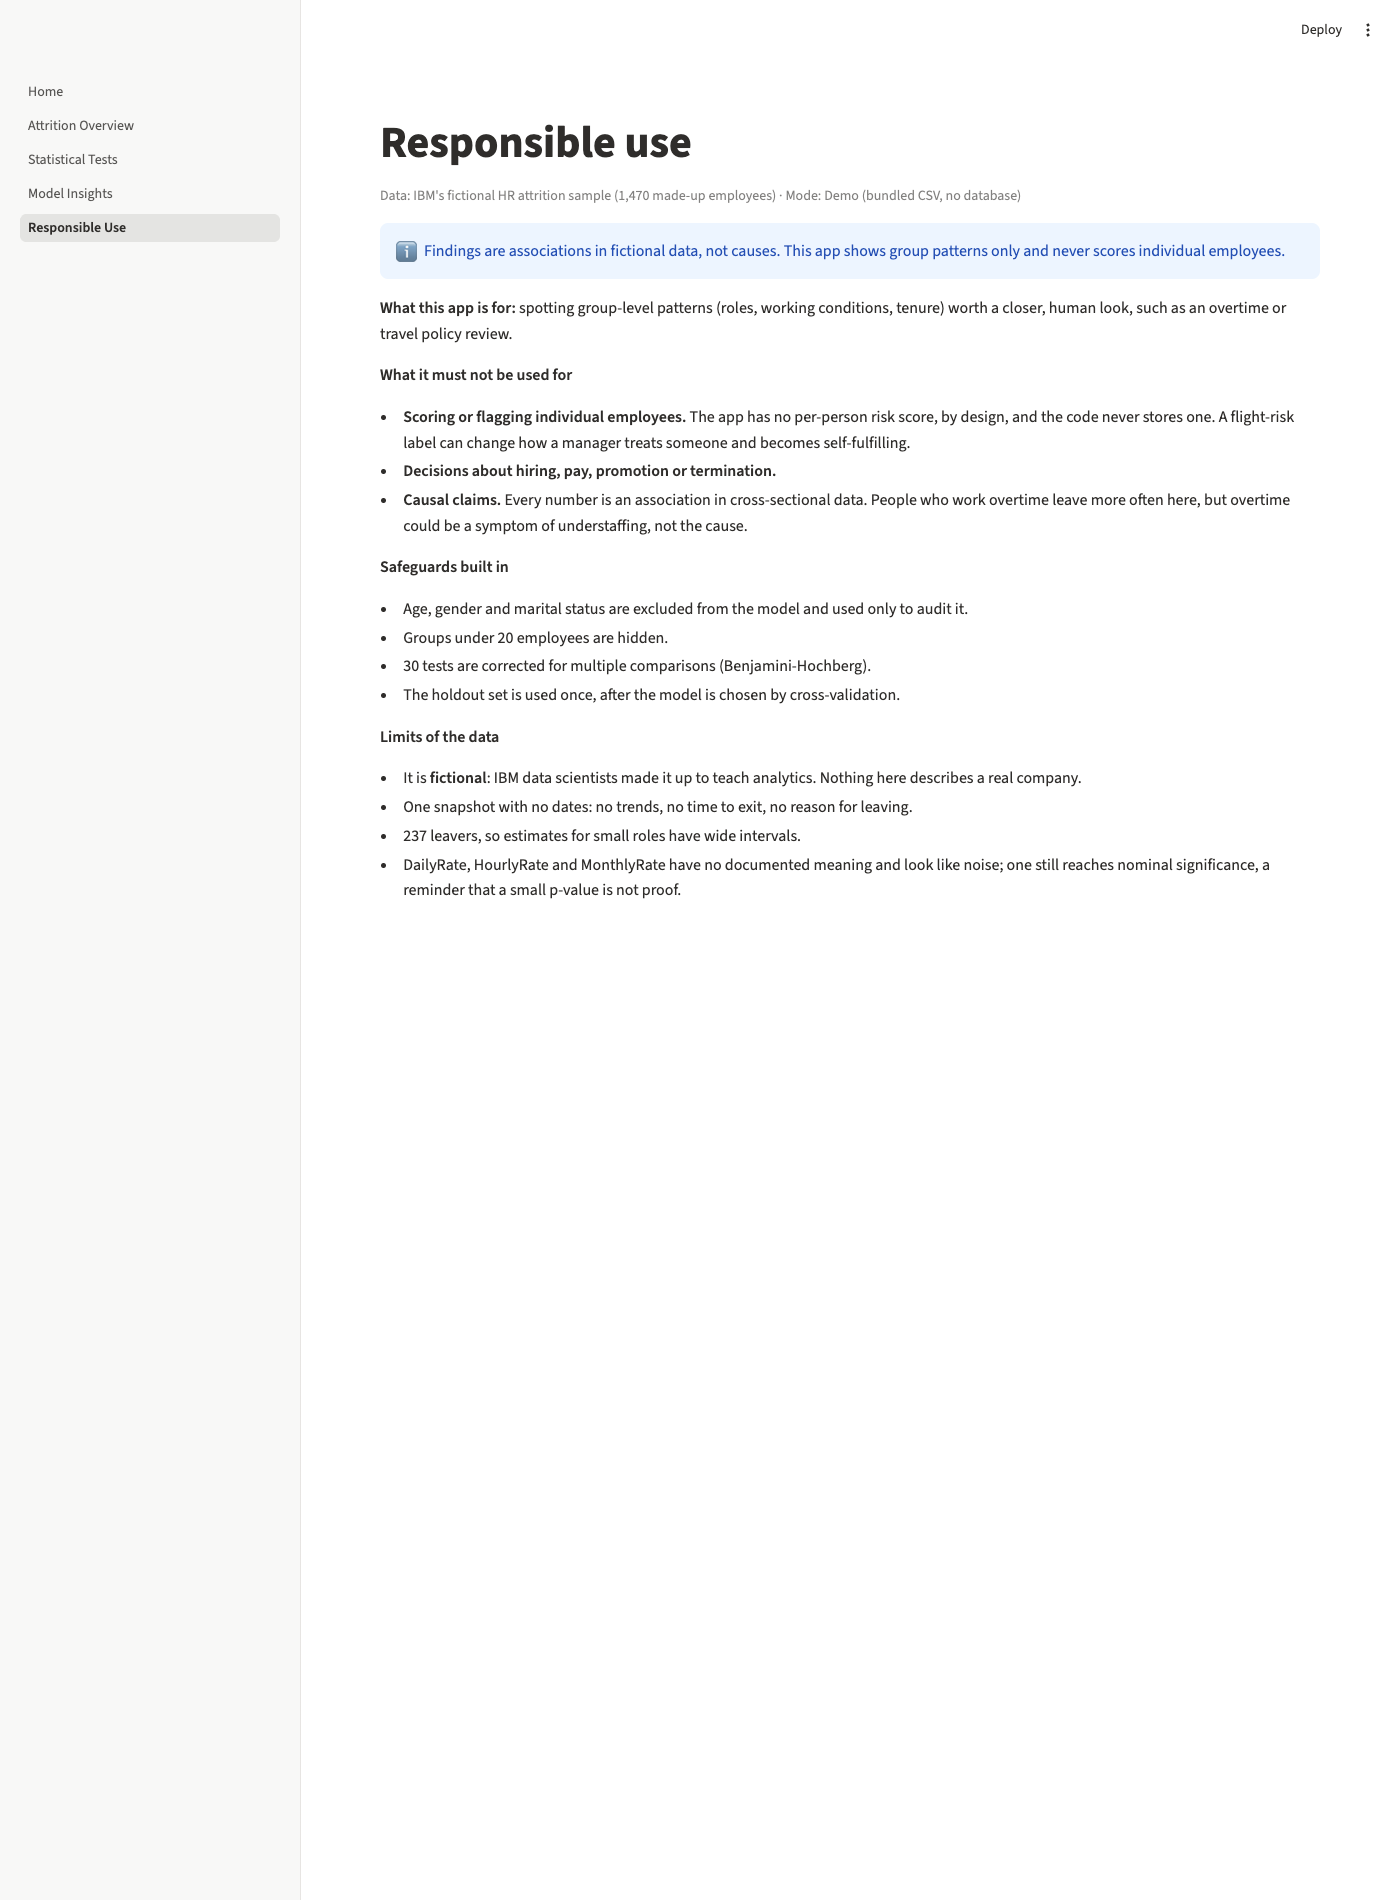 Deploy
Home
Attrition Overview
Statistical Tests
Model Insights
Responsible Use
Responsible use
Data: IBM's fictional HR attrition sample (1,470 made-up employees) · Mode: Demo (bundled CSV, no database)
Findings are associations in fictional data, not causes. This app shows group patterns only and never scores individual employees.
What this app is for: spotting group-level patterns (roles, working conditions, tenure) worth a closer, human look, such as an overtime or
travel policy review.
What it must not be used for
• Scoring or flagging individual employees. The app has no per-person risk score, by design, and the code never stores one. A flight-risk
label can change how a manager treats someone and becomes self-fulfilling.
• Decisions about hiring, pay, promotion or termination.
• Causal claims. Every number is an association in cross-sectional data. People who work overtime leave more often here, but overtime
could be a symptom of understaffing, not the cause.
Safeguards built in
• Age, gender and marital status are excluded from the model and used only to audit it.
• Groups under 20 employees are hidden.
• 30 tests are corrected for multiple comparisons (Benjamini-Hochberg).
• The holdout set is used once, after the model is chosen by cross-validation.
Limits of the data
• It is fictional: IBM data scientists made it up to teach analytics. Nothing here describes a real company.
• One snapshot with no dates: no trends, no time to exit, no reason for leaving.
• 237 leavers, so estimates for small roles have wide intervals.
• DailyRate, HourlyRate and MonthlyRate have no documented meaning and look like noise; one still reaches nominal significance, a
reminder that a small p-value is not proof.